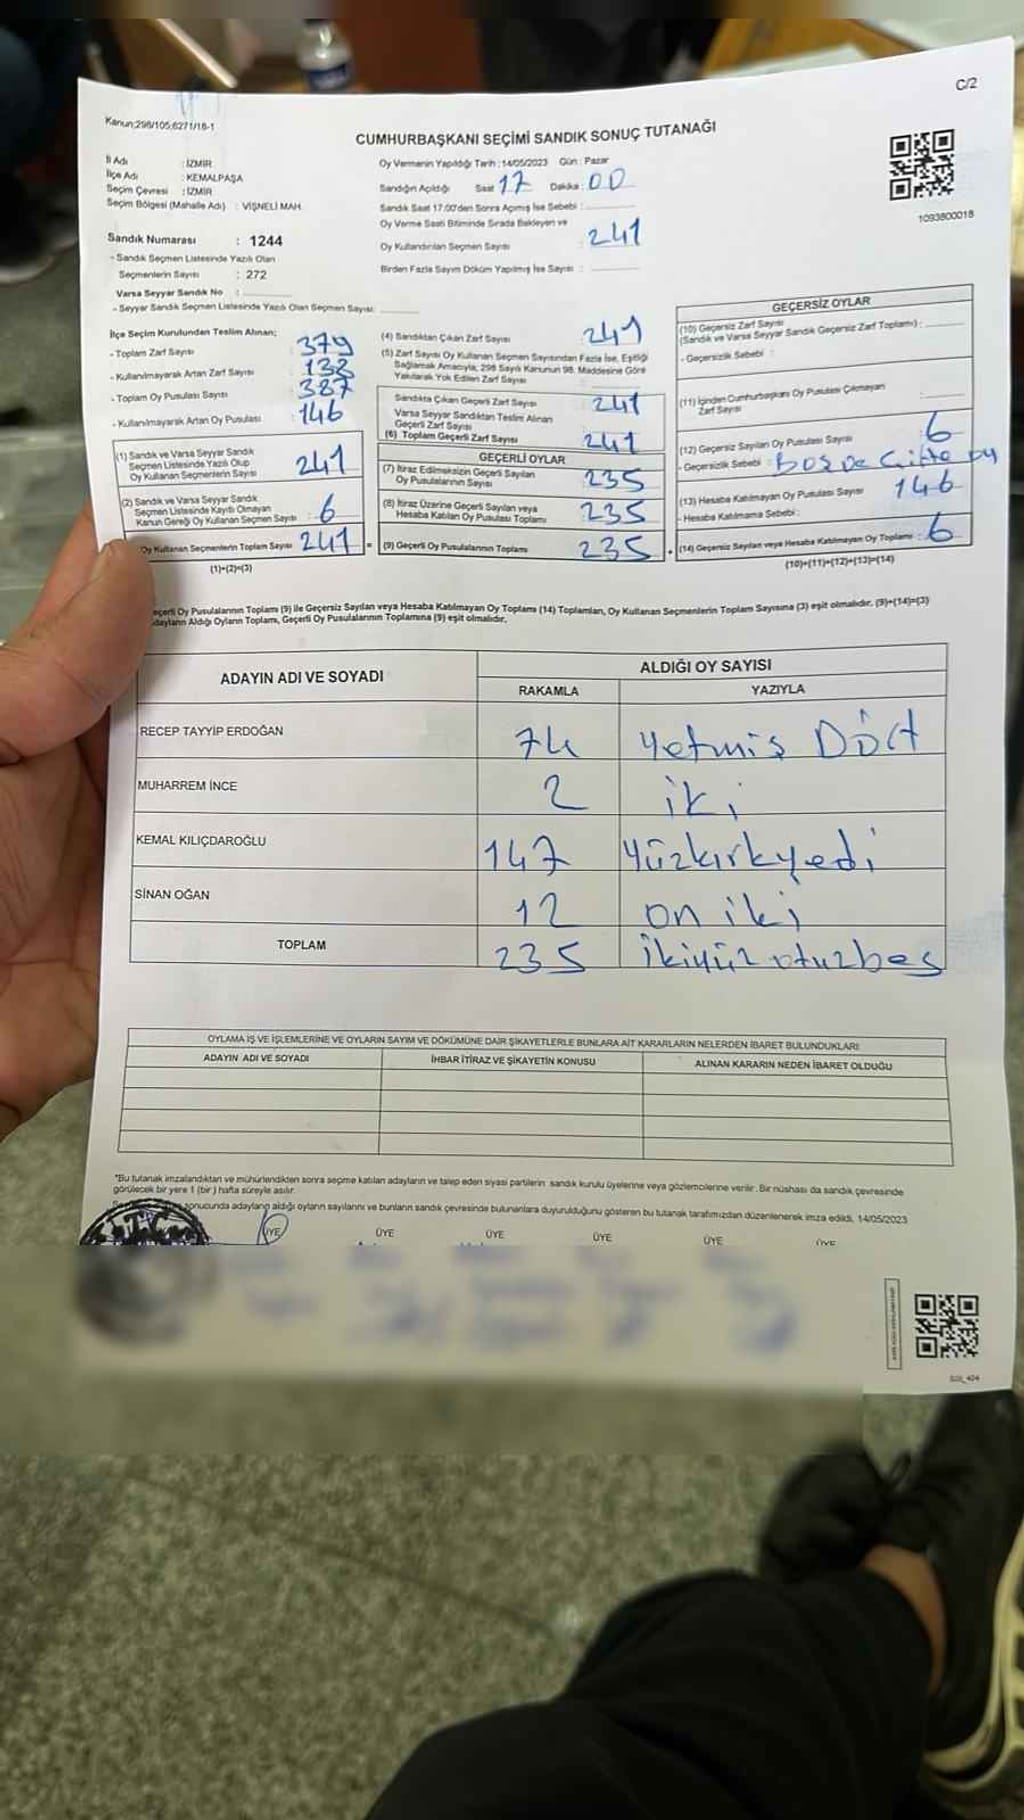 C/2
Kanun;298/105;6271/18-1
CUMHURBAŞKANI SEÇİMİ SANDIK SONUÇ TUTANAĞI
İl Adı : İZMİR
İlçe Adı : KEMALPAŞA
Seçim Çevresi : İZMİR
Seçim Bölgesi (Mahalle Adı) : VİŞNELİ MAH.
Oy Vermenin Yapıldığı Tarih : 14/05/2023 Gün : Pazar
Sandığın Açıldığı Saat 17 Dakika : 00
Sandık Saat 17.00'den Sonra Açımış İse Sebebi :
Oy Verme Saati Bitiminde Sırada Bekleyen ve
Oy Kullandırılan Seçmen Sayısı : 241
Birden Fazla Sayım Döküm Yapılmış İse Sayısı :
1093800018
Sandık Numarası : 1244
- Sandık Seçmen Listesinde Yazılı Olan
Seçmenlerin Sayısı : 272
Varsa Seyyar Sandık No :
- Seyyar Sandık Seçmen Listesinde Yazılı Olan Seçmen Sayısı:
İlçe Seçim Kurulundan Teslim Alınan;
- Toplam Zarf Sayısı : 379
- Kullanılmayarak Artan Zarf Sayısı : 138
- Toplam Oy Pusulası Sayısı : 387
- Kullanılmayarak Artan Oy Pusulası : 146
(1) Sandık ve Varsa Seyyar Sandık
Seçmen Listesinde Yazılı Olup
Oy Kullanan Seçmenlerin Sayısı : 241
(2) Sandık ve Varsa Seyyar Sandık
Seçmen Listesinde Kayıtlı Olmayan
Kanun Gereği Oy Kullanan Seçmen Sayısı : 6
Oy Kullanan Seçmenlerin Toplam Sayısı : 241 =
(1)+(2)=(3)
(4) Sandıktan Çıkan Zarf Sayısı : 241
(5) Zarf Sayısı Oy Kullanan Seçmen Sayısından Fazla İse, Eşitliği
Sağlamak Amacıyla, 298 Sayılı Kanunun 98. Maddesine Göre
Yakılarak Yok Edilen Zarf Sayısı :
Sandıkta Çıkan Geçerli Zarf Sayısı : 241
Varsa Seyyar Sandıktan Teslim Alınan
Geçerli Zarf Sayısı :
(6) Toplam Geçerli Zarf Sayısı : 241
GEÇERLİ OYLAR
(7) İtiraz Edilmeksizin Geçerli Sayılan
Oy Pusulalarının Sayısı : 235
(8) İtiraz Üzerine Geçerli Sayılan veya
Hesaba Katılan Oy Pusulası Toplamı : 235
(9) Geçerli Oy Pusulalarının Toplamı : 235 +
GEÇERSİZ OYLAR
(10) Geçersiz Zarf Sayısı
(Sandık ve Varsa Seyyar Sandık Geçersiz Zarf Toplamı) :
- Geçersizlik Sebebi :
(11) İçinden Cumhurbaşkanı Oy Pusulası Çıkmayan
Zarf Sayısı :
(12) Geçersiz Sayılan Oy Pusulası Sayısı : 6
- Geçersizlik Sebebi : Boş ve Çifte oy
(13) Hesaba Katılmayan Oy Pusulası Sayısı : 146
- Hesaba Katılmama Sebebi :
(14) Geçersiz Sayılan veya Hesaba Katılmayan Oy Toplamı : 6
(10)+(11)+(12)+(13)=(14)
Oy Pusulalarının Toplamı (9) ile Geçersiz Sayılan veya Hesaba Katılmayan Oy Toplamı (14) Toplamları, Oy Kullanan Seçmenlerin Toplam Sayısına (3) eşit olmalıdır. (9)+(14)=(3)
Aldığı Oyların Toplamı, Geçerli Oy Pusulalarının Toplamına (9) eşit olmalıdır.
ADAYIN ADI VE SOYADI
ALDIĞI OY SAYISI
RAKAMLA YAZIYLA
RECEP TAYYİP ERDOĞAN 74 yetmiş Dört
MUHARREM İNCE 2 iki
KEMAL KILIÇDAROĞLU 147 yüzkırkyedi
SİNAN OĞAN 12 on iki
TOPLAM 235 ikiyüz otuzbeş
OYLAMA İŞ VE İŞLEMLERİNE VE OYLARIN SAYIM VE DÖKÜMÜNE DAİR ŞİKAYETLERLE BUNLARA AİT KARARLARIN NELERDEN İBARET BULUNDUKLARI
ADAYIN ADI VE SOYADI İHBAR İTİRAZ VE ŞİKAYETİN KONUSU ALINAN KARARIN NEDEN İBARET OLDUĞU
*Bu tutanak imzalandıktan ve mühürlendikten sonra seçime katılan adayların ve talep eden siyasi partilerin sandık kurulu üyelerine veya gözlemcilerine verilir. Bir nüshası da sandık çevresinde
görülecek bir yere 1 (bir) hafta süreyle asılır.
sonucunda adayların aldığı oyların sayılarını ve bunların sandık çevresinde bulunanlara duyurulduğunu gösteren bu tutanak tarafımızdan düzenlenerek imza edildi. 14/05/2023
ÜYE ÜYE ÜYE ÜYE ÜYE ÜYE